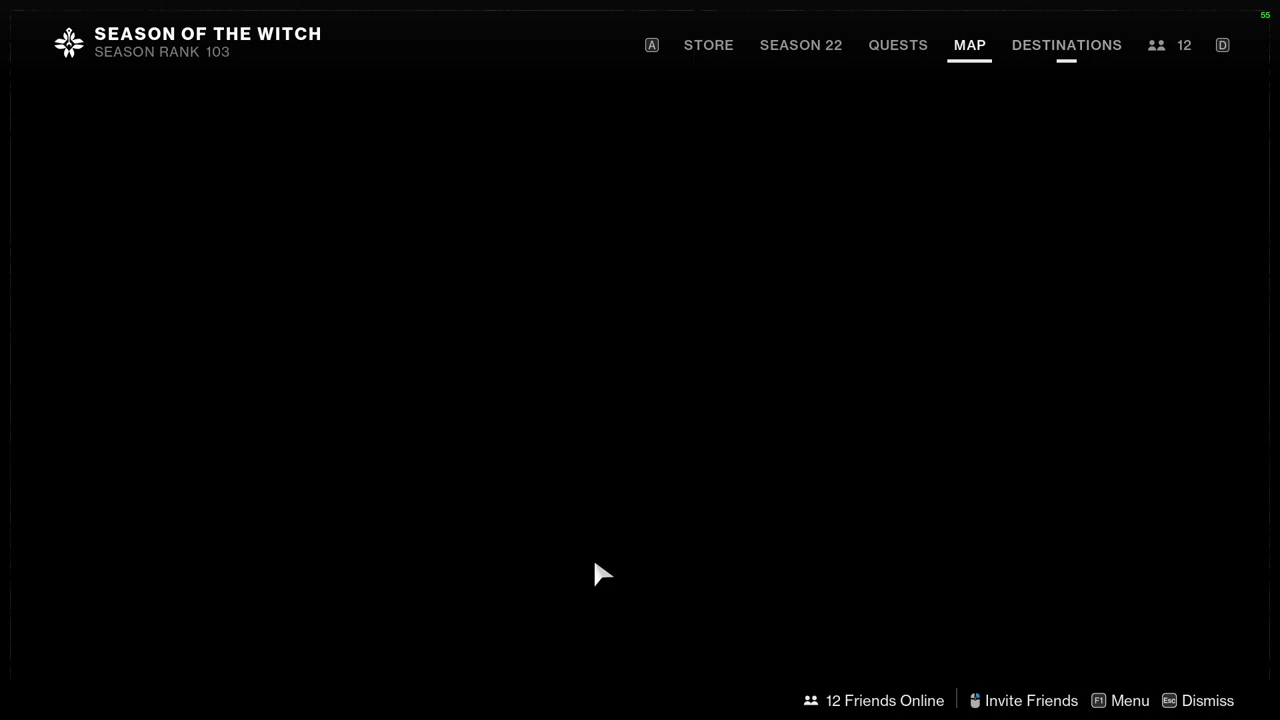 55
SEASON OF THE WITCH
SEASON RANK 103
A STORE SEASON 22 QUESTS MAP DESTINATIONS 12 D
12 Friends Online Invite Friends F1 Menu Esc Dismiss